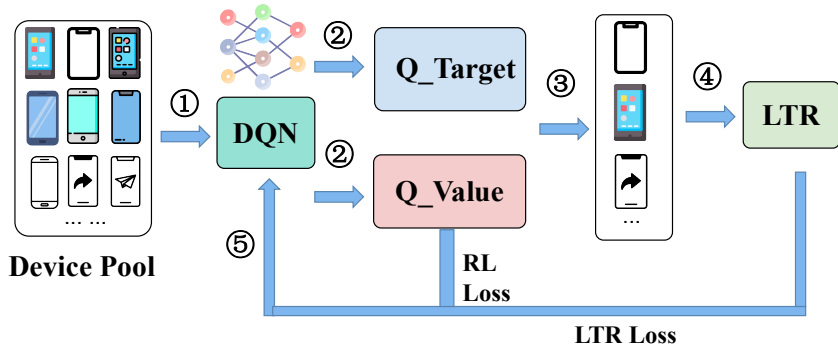 ②
Q_Target
③
④
①
DQN
LTR
②
Q_Value
... ...
...
⑤
Device Pool
RL
Loss
LTR Loss